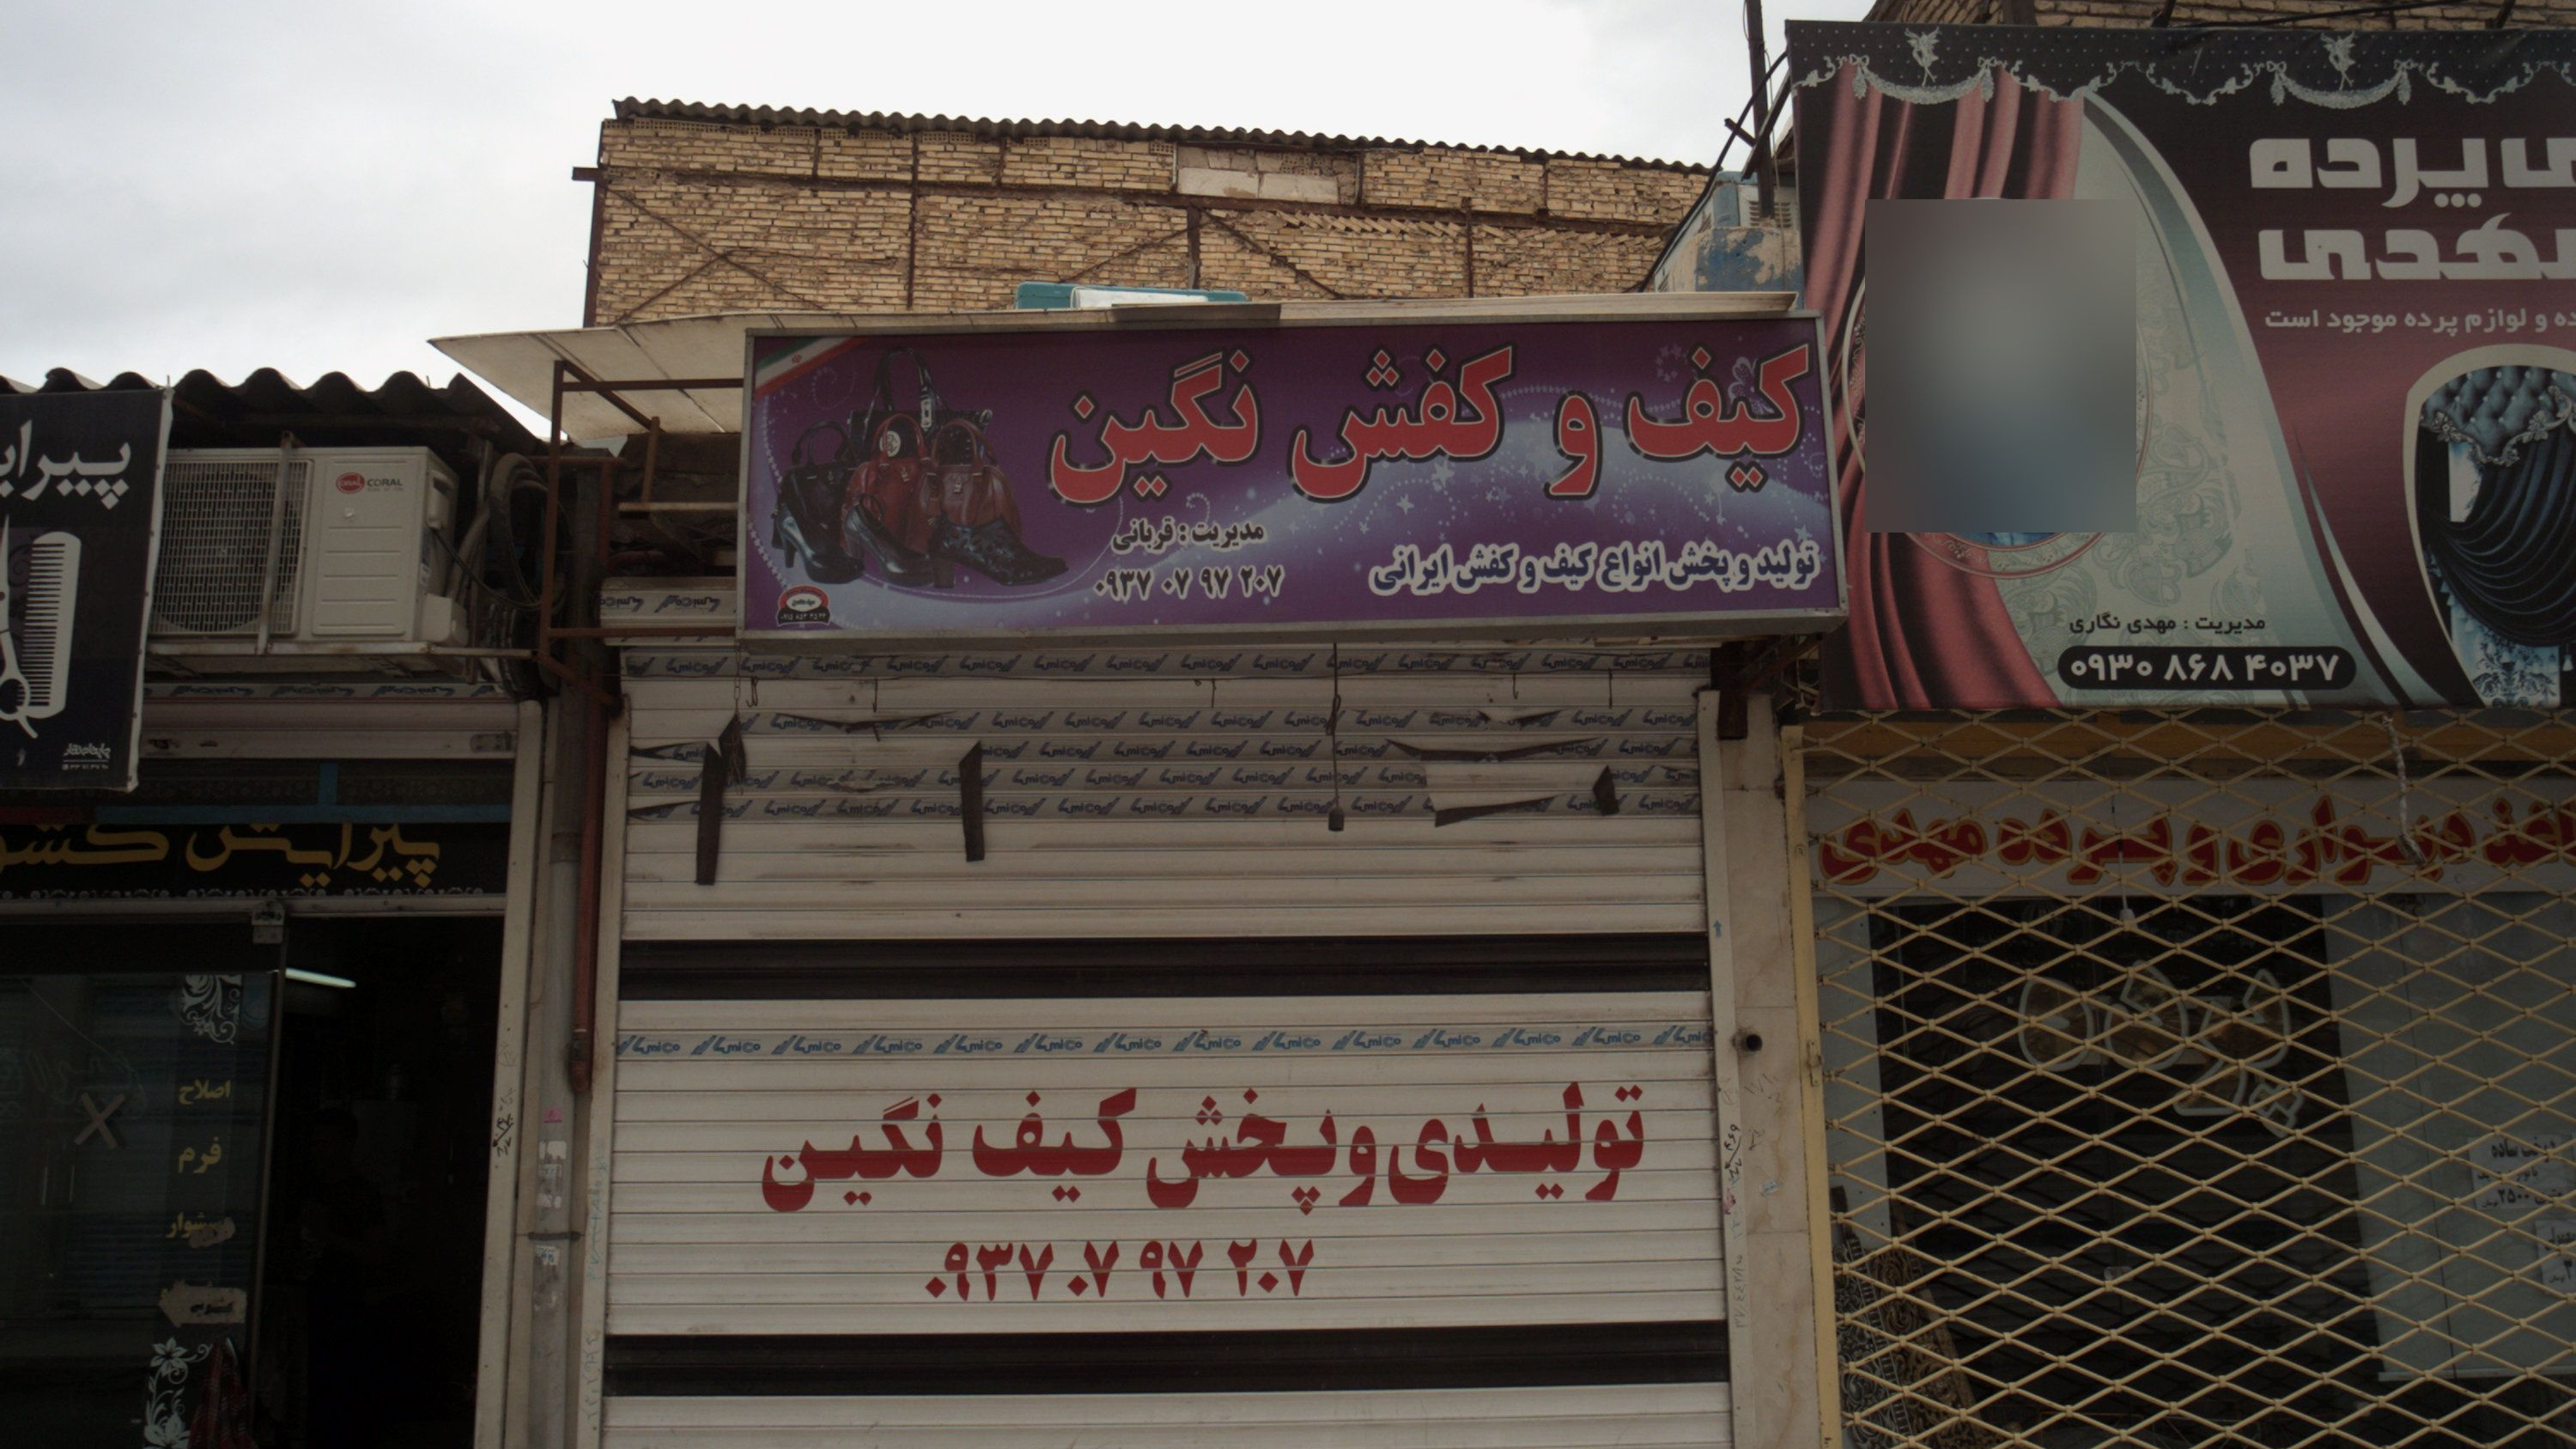 کیف و کفش نگین
مدیریت : قربانی
۰۹۳۷ ۰۷ ۹۷ ۲۰۷
تولید و پخش انواع کیف و کفش ایرانی
تولیدی و پخش کیف نگین
۰۹۳۷ ۰۷ ۹۷ ۲۰۷
CORAL
پیرایش
اصلاح
فرم
پرده
مهدی
و لوازم پرده موجود است
مدیریت : مهدی نگاری
۰۹۳۰ ۸۶۸ ۴۰۳۷
دیواری و پرده مهدی